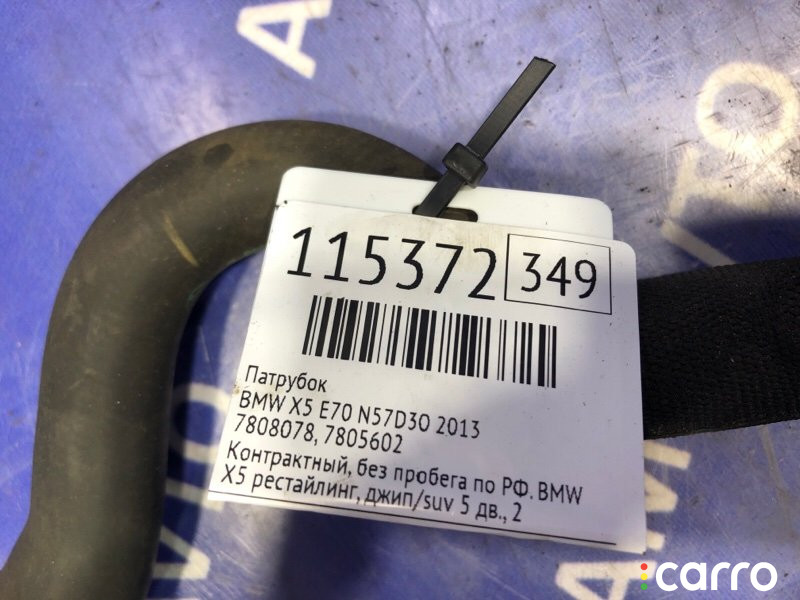 115372 349
Патрубок
BMW X5 E70 N57D30 2013
7808078, 7805602
Контрактный, без пробега по РФ. BMW
X5 рестайлинг, джип/suv 5 дв., 2
carro